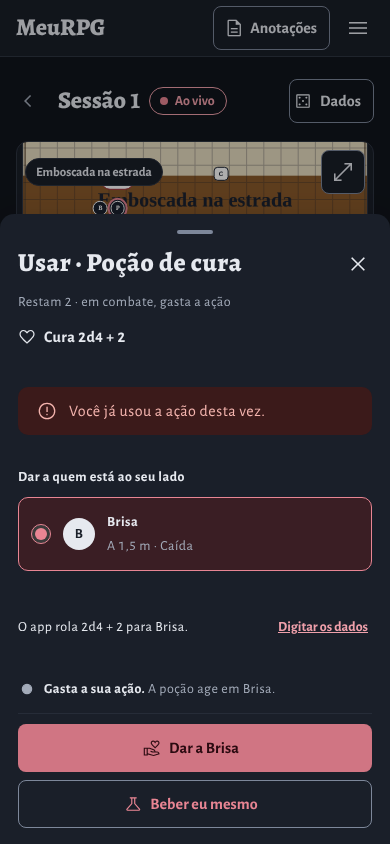 MeuRPG
Anotações
Sessão 1
Ao vivo
Dados
Emboscada na estrada
C
Emboscada na estrada
B
P
Usar · Poção de cura
Restam 2 · em combate, gasta a ação
Cura 2d4 + 2
Você já usou a ação desta vez.
Dar a quem está ao seu lado
B
Brisa
A 1,5 m · Caída
O app rola 2d4 + 2 para Brisa.
Digitar os dados
Gasta a sua ação. A poção age em Brisa.
Dar a Brisa
Beber eu mesmo